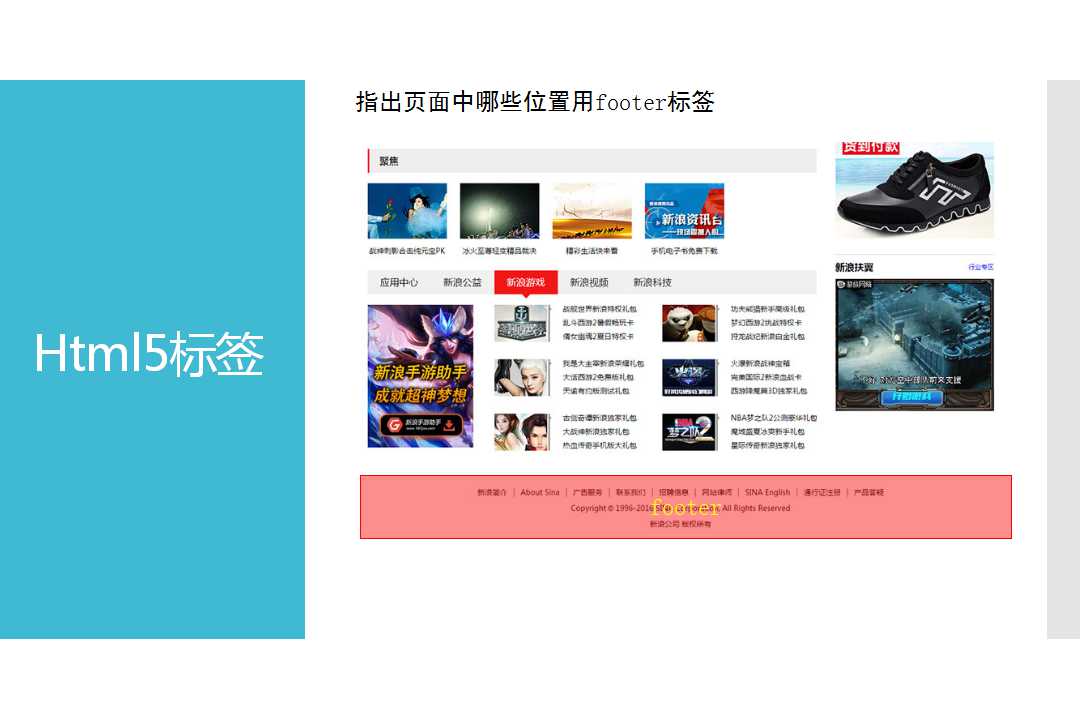 Html5标签
指出页面中哪些位置用footer标签
聚焦
战神刺影合击纯元宝PK
冰火至尊轻变精品裁决
精彩生活快来看
新浪资讯台
手机电子书免费下载
货到付款
新浪扶翼
行业专区
应用中心
新浪公益
新浪游戏
新浪视频
新浪科技
新浪手游助手
成就超神梦想
新浪手游助手
战舰世界新浪特权礼包
乱斗西游2暑假畅玩卡
倩女幽魂2夏日特权卡
功夫熊猫新手高级礼包
梦幻西游2挑战特权卡
狩龙战纪新浪白金礼包
我是大主宰新浪荣耀礼包
大话西游2免费版礼包
天谕有约版测试礼包
火瀑新浪战神宝箱
完美国际2新浪血战卡
西游降魔篇3D独家礼包
古剑奇谭新浪独家礼包
大战神新浪独家礼包
热血传奇手机版大礼包
梦之队2
NBA梦之队2公测豪华礼包
魔域盛夏冰爽新手礼包
星际传奇新浪独家礼包
新浪简介 | About Sina | 广告服务 | 联系我们 | 招聘信息 | 网站律师 | SINA English | 通行证注册 | 产品答疑
Copyright © 1996-2016 SINA Corporation, All Rights Reserved
footer
新浪公司 版权所有